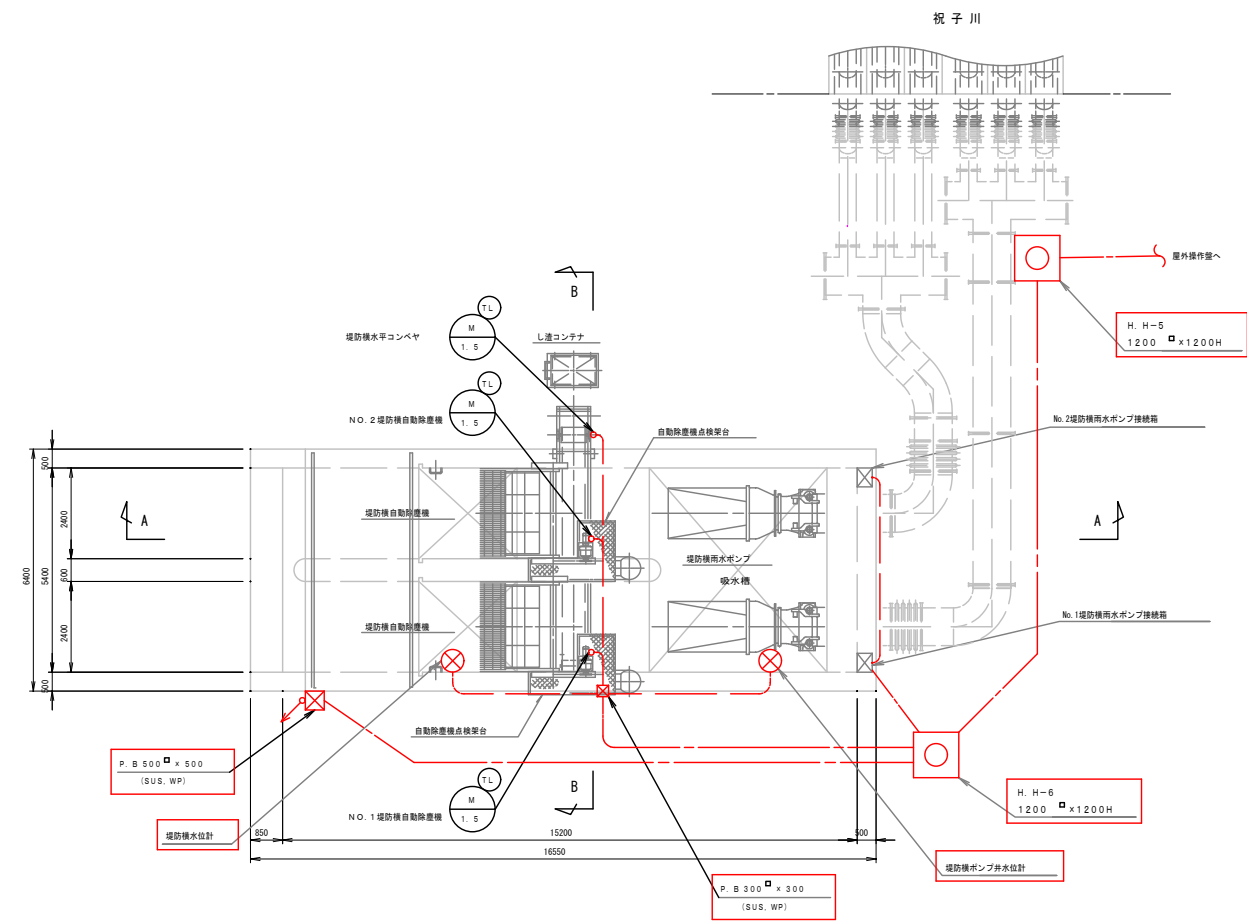 祝子川
屋外操作盤へ
H. H-5
1200 □ ×1200H
TL
M
1. 5
堤防横水平コンベヤ
し渣コンテナ
B
TL
M
1. 5
NO. 2堤防横自動除塵機
自動除塵機点検架台
No.2堤防横雨水ポンプ接続箱
A
A
堤防横自動除塵機
堤防横雨水ポンプ
吸水槽
堤防横自動除塵機
No.1堤防横雨水ポンプ接続箱
500
2400
600
2400
500
5400
6400
自動除塵機点検架台
P. B 500 □ × 500
(SUS, WP)
堤防横水位計
TL
M
1. 5
NO. 1堤防横自動除塵機
B
H. H-6
1200 □ ×1200H
850
15200
500
16550
堤防横ポンプ井水位計
P. B 300 □ × 300
(SUS, WP)